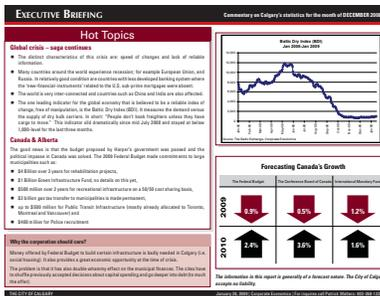 EXECUTIVE BRIEFING
Commentary on Calgary's statistics for the month of DECEMBER 2008
Hot Topics
Global crisis – saga continues
The distinctive characteristics of this crisis are: speed of changes and lack of reliable
information.
Many countries around the world experience recession; for example European Union, and
Russia. In relatively good condition are countries with less developed banking system where
the 'new-financial instruments' related to the U.S. sub-prime mortgages were absent.
The world is very inter-connected and countries such as China and India are also affected.
The one leading indicator for the global economy that is believed to be a reliable index of
change, free of manipulation, is the Baltic Dry Index (BDI). It measures the demand versus
the supply of dry bulk carriers. In short: "People don't book freighters unless they have
cargo to move." This indicator did dramatically since mid July 2008 and stayed at below
1,000-level for the last three months.
Canada & Alberta
The good news is that the budget proposed by Harper's government was passed and the
political impasse in Canada was solved. The 2009 Federal Budget made commitments to large
municipalities such as:
$4 Billion over 3 years for rehabilitation projects,
$1 Billion Green Infrastructure Fund, no details on this yet,
$500 million over 2 years for recreational infrastructure on a 50/50 cost sharing basis,
$2 billion gas tax transfer to municipalities is made permanent,
up to $500 million for Public Transit Infrastructure (mostly already allocated to Toronto,
Montreal and Vancouver) and
$400 million for Police recruitment
Why the corporation should care?
Money offered by Federal Budget to build certain infrastructure is badly needed in Calgary (i.e.
social housing). It also provides a great economic opportunity at the time of crisis.
The problem is that it has also double-whammy effect on the municipal finances. The city have
to shuffle previously accepted decisions about capital spending and go deeper into debt (to match
the offer).
Baltic Dry Index (BDI)
Jan 2008-Jan 2009
Forecasting Canada's Growth
The Federal Budget
The Conference Board of Canada
International Monetary F
2009
0.9%
0.5%
1.2%
2010
2.4%
3.6%
1.6%
The information in this report is generally of a forecast nature. The City of Calg
accepts no liability.
THE CITY OF CALGARY